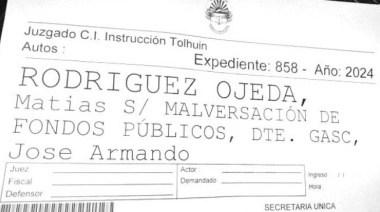 Juzgado C.I. Instrucción Tolhuin
Autos :
Expediente: 858 - Año: 2024
RODRIGUEZ OJEDA,
Matias S/ MALVERSACIÓN DE
FONDOS PÚBLICOS, DTE. GASC,
Jose Armando
Juez
Fiscal
Defensor
Actor :
Demandado :
Ingreso / /
Hora :
SECRETARIA UNICA